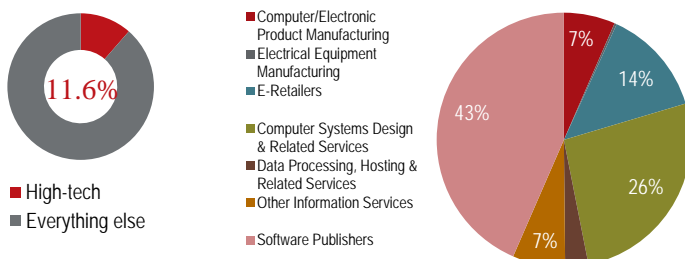 11.6%
High-tech
Everything else
Computer/Electronic
Product Manufacturing
Electrical Equipment
Manufacturing
E-Retailers
Computer Systems Design
& Related Services
Data Processing, Hosting &
Related Services
Other Information Services
Software Publishers
7%
14%
26%
7%
43%